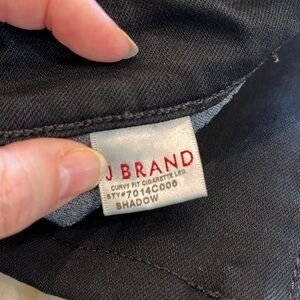 J BRAND
CURVY FIT CIGARETTE LEG
STY#7014C006
SHADOW